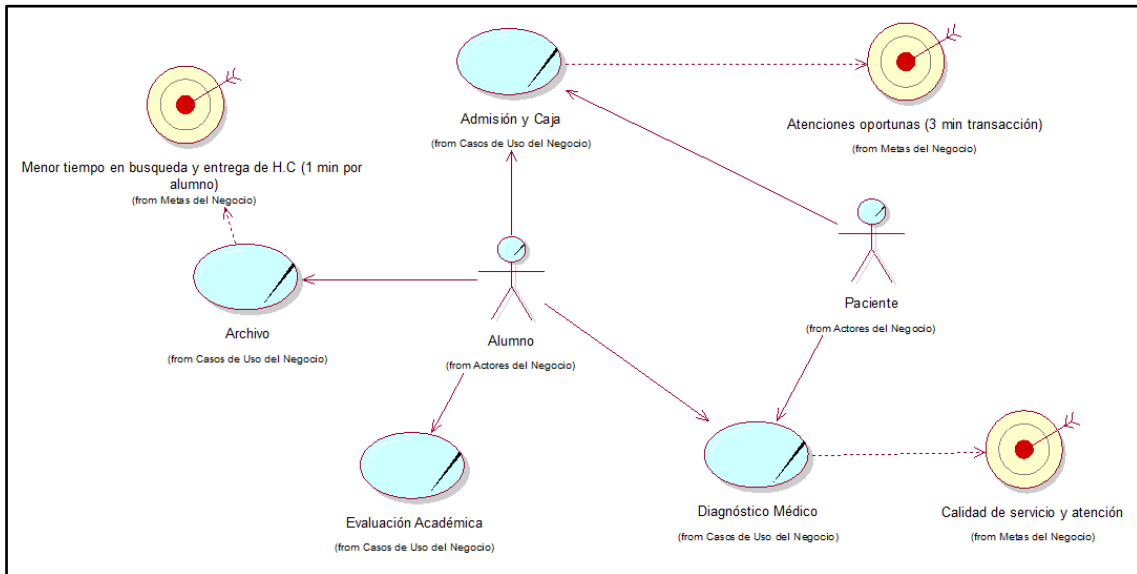 Admisión y Caja
(from Casos de Uso del Negocio)
Atenciones oportunas (3 min transacción)
(from Metas del Negocio)
Menor tiempo en busqueda y entrega de H.C (1 min por
alumno)
(from Metas del Negocio)
Archivo
(from Casos de Uso del Negocio)
Alumno
(from Actores del Negocio)
Paciente
(from Actores del Negocio)
Evaluación Académica
(from Casos de Uso del Negocio)
Diagnóstico Médico
(from Casos de Uso del Negocio)
Calidad de servicio y atención
(from Metas del Negocio)